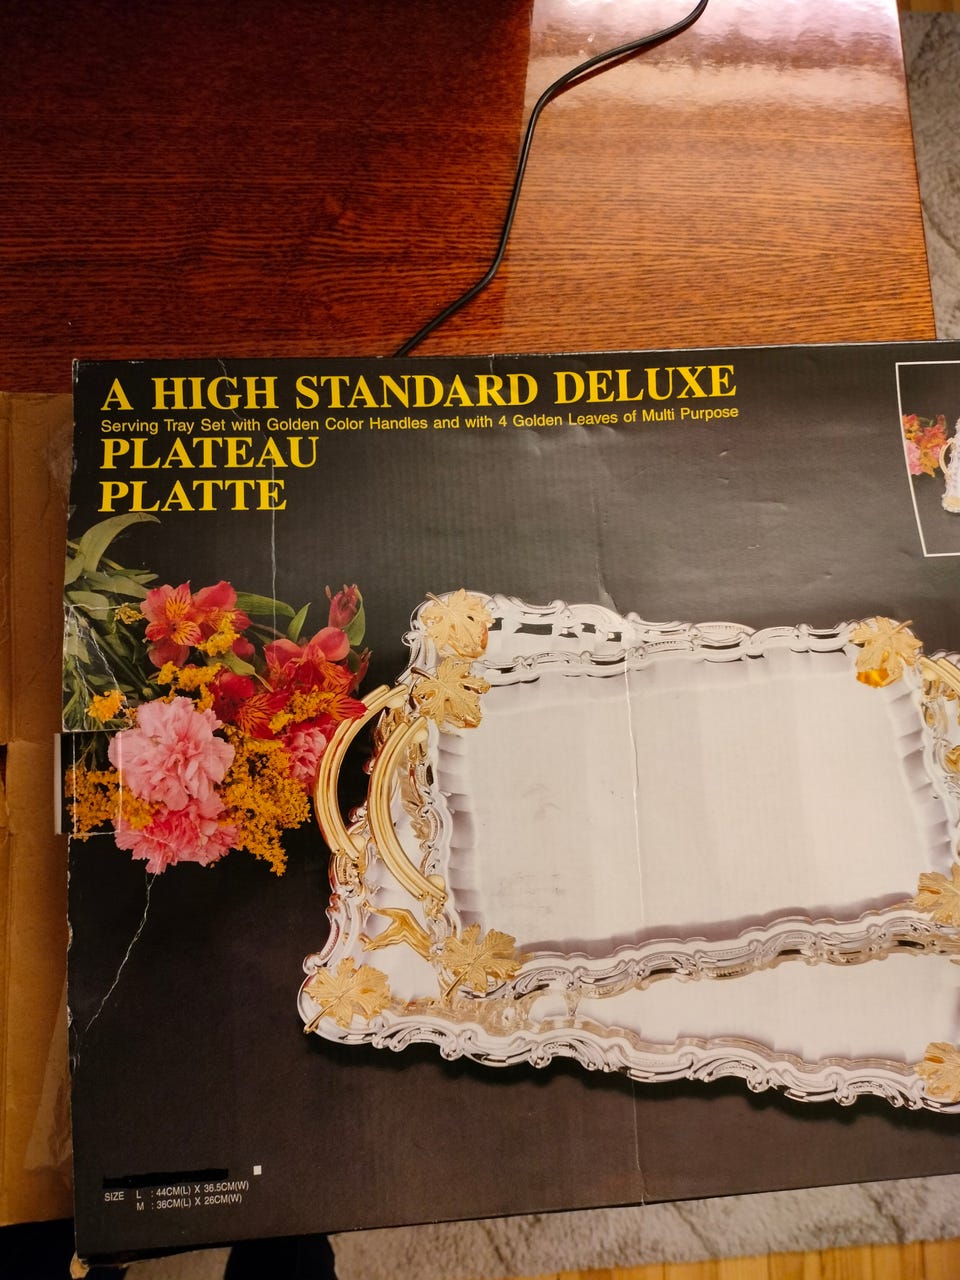 A HIGH STANDARD DELUXE
Serving Tray Set with Golden Color Handles and with 4 Golden Leaves of Multi Purpose
PLATEAU
PLATTE
SIZE L : 44CM(L) X 36.5CM(W)
M : 36CM(L) X 26CM(W)